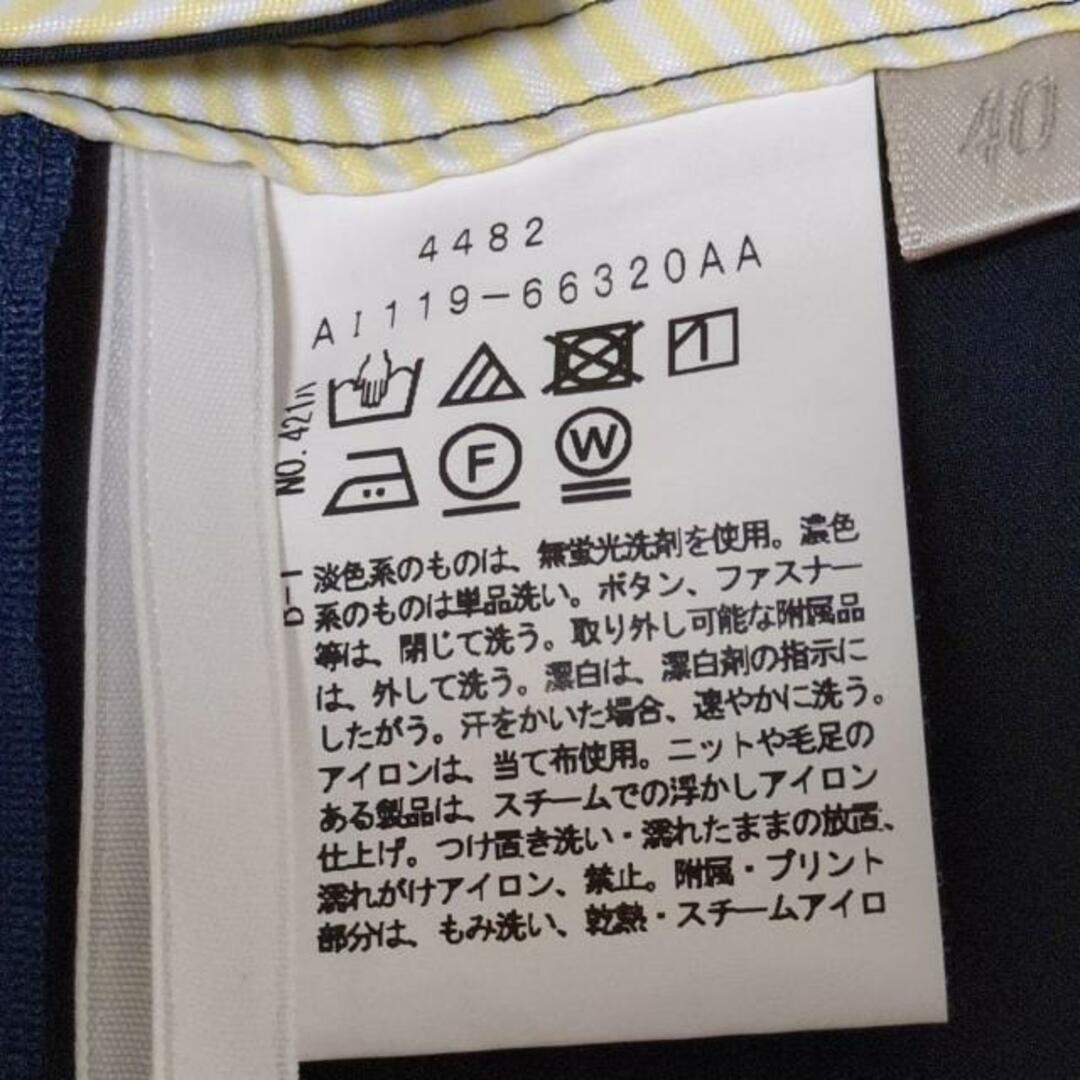 40
4482
AI119-66320AA
F
W
淡色系のものは、無蛍光洗剤を使用。濃色
系のものは単品洗い。ボタン、ファスナー
等は、閉じて洗う。取り外し可能な附属品
は、外して洗う。漂白は、漂白剤の指示に
したがう。汗をかいた場合、速やかに洗う。
アイロンは、当て布使用。ニットや毛足の
ある製品は、スチームでの浮かしアイロン
仕上げ。つけ置き洗い・濡れたままの放置、
濡れがけアイロン、禁止。附属・プリント
部分は、もみ洗い、乾熱・スチームアイロ